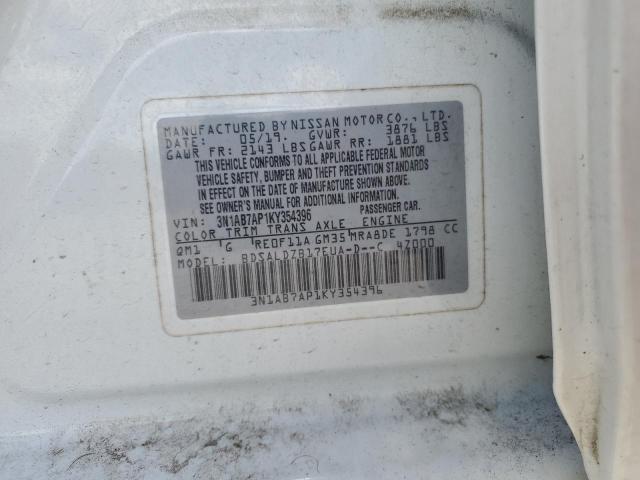 MANUFACTURED BY NISSAN MOTOR CO., LTD.
DATE: 05/19. GVWR: 3876 LBS
GAWR FR: 2143 LBS GAWR RR: 1881 LBS
THIS VEHICLE CONFORMS TO ALL APPLICABLE FEDERAL MOTOR
VEHICLE SAFETY, BUMPER AND THEFT PREVENTION STANDARDS
IN EFFECT ON THE DATE OF MANUFACTURE SHOWN ABOVE.
SEE OWNER'S MANUAL FOR ADDITIONAL INFORMATION.
VIN: 3N1AB7AP1KY354396 PASSENGER CAR.
COLOR TRIM TRANS AXLE ENGINE
QM1 G RE0F11A GM35 MRA8DE 1798 CC
MODEL: BDSALDZB17EUA-D--C 47000
3N1AB7AP1KY354396